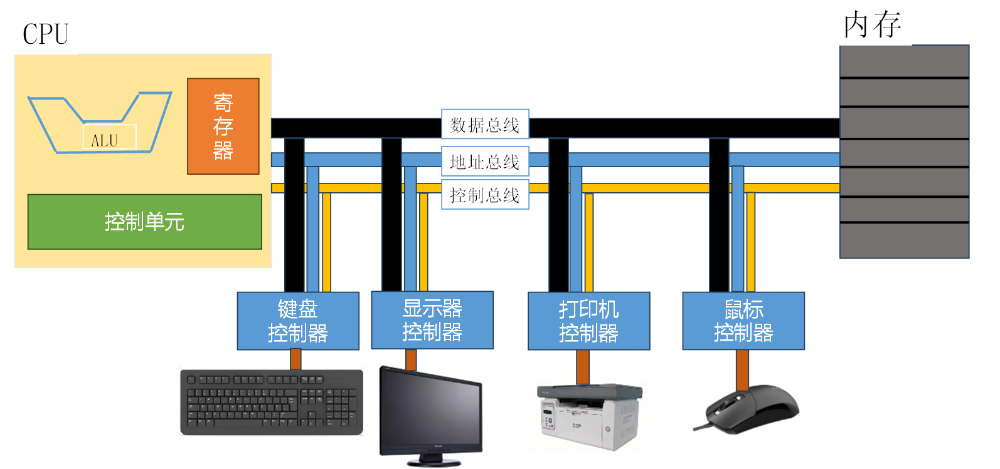 CPU
内存
寄
存
器
ALU
控制单元
数据总线
地址总线
控制总线
键盘
控制器
显示器
控制器
打印机
控制器
鼠标
控制器